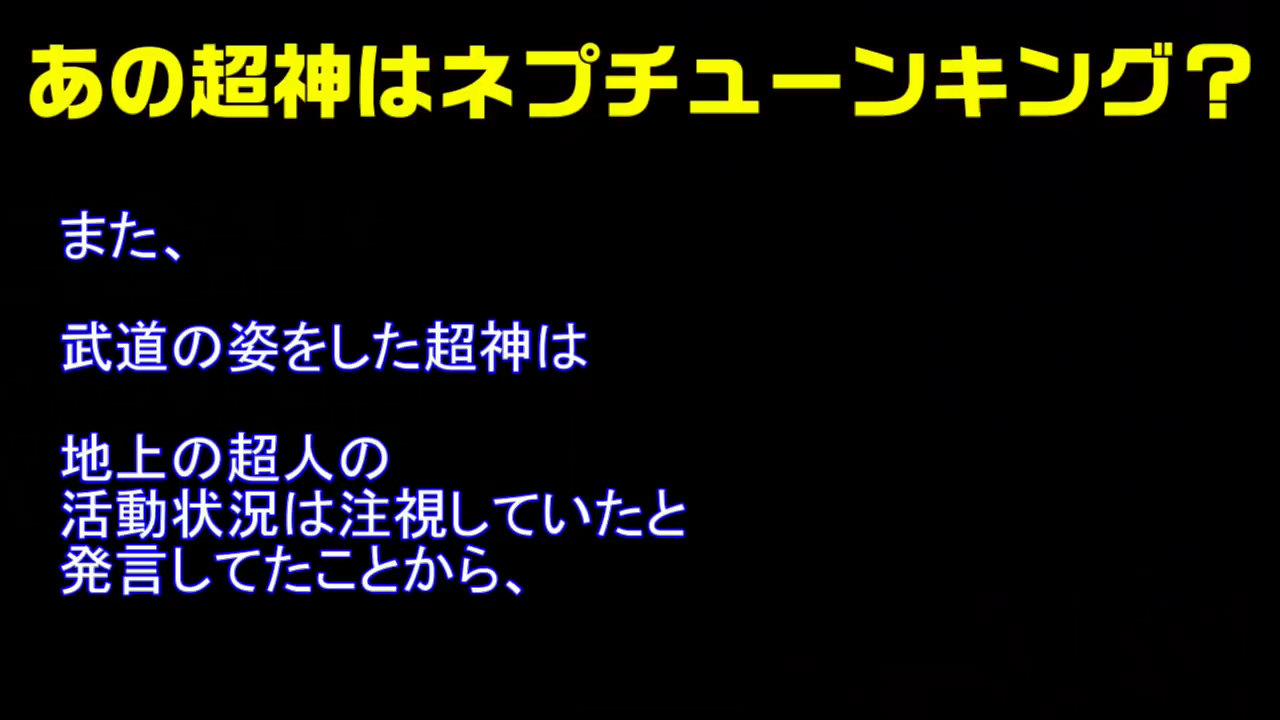 あの超神はネプチューンキング？
また、
武道の姿をした超神は
地上の超人の
活動状況は注視していたと
発言してたことから、